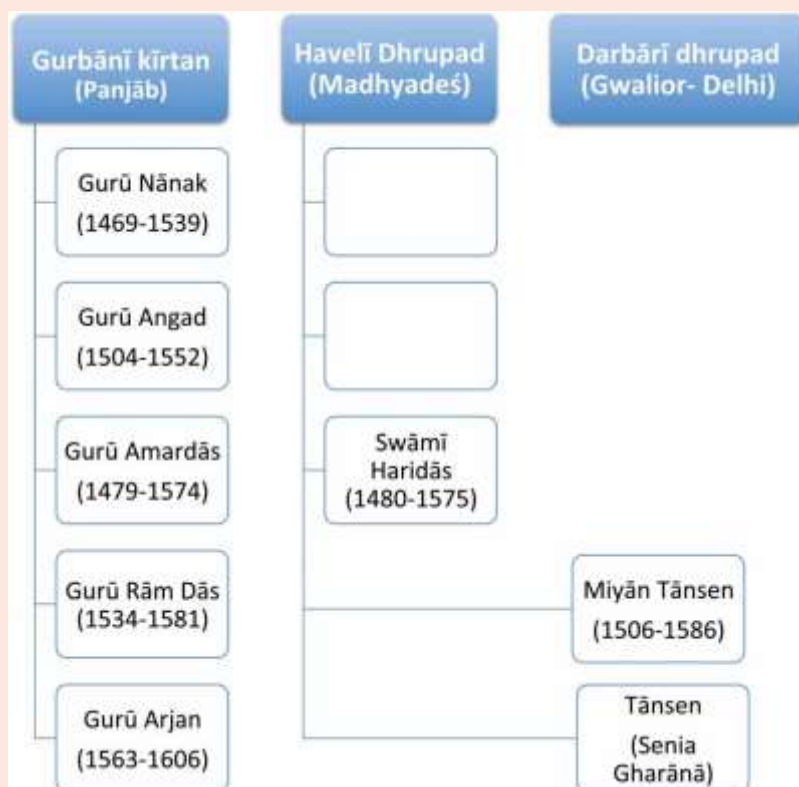 Gurbānī kīrtan
(Panjāb)
Havelī Dhrupad
(Madhyadeś)
Darbārī dhrupad
(Gwalior- Delhi)
Gurū Nānak
(1469-1539)
Gurū Angad
(1504-1552)
Gurū Amardās
(1479-1574)
Swāmī
Haridās
(1480-1575)
Gurū Rām Dās
(1534-1581)
Miyān Tānsen
(1506-1586)
Gurū Arjan
(1563-1606)
Tānsen
(Senia
Gharānā)